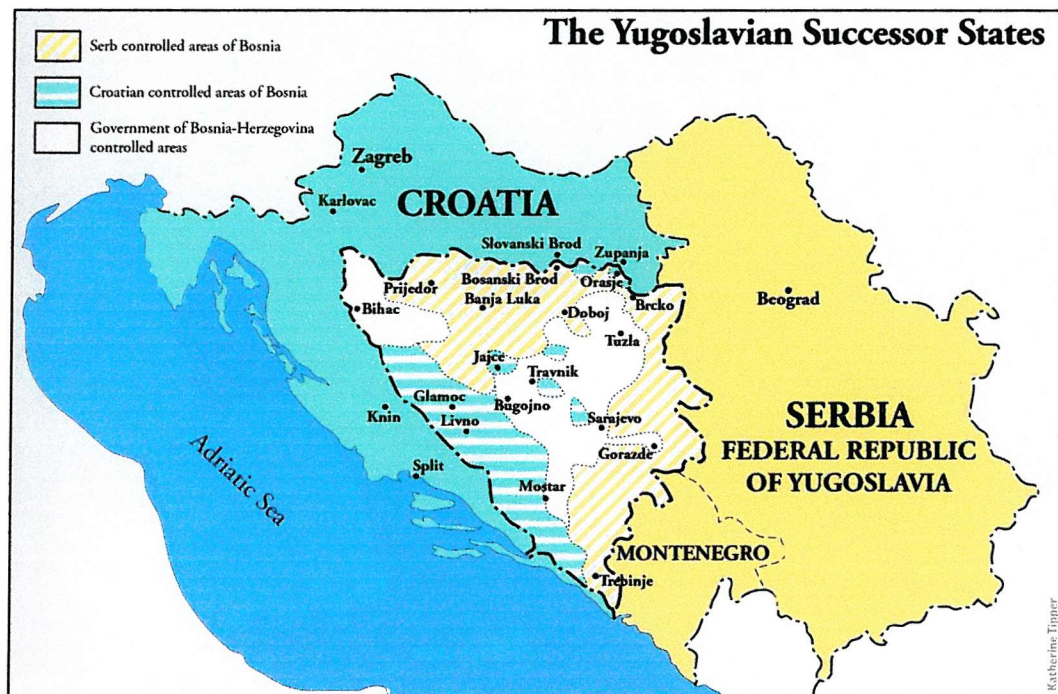 The Yugoslavian Successor States
Serb controlled areas of Bosnia
Croatian controlled areas of Bosnia
Government of Bosnia-Herzegovina
controlled areas
Zagreb
Karlovac
CROATIA
Slovanski Brod
Zupanja
Prijedor
Bosanski Brod
Orasje
Banja Luka
Brcko
Beograd
Bihac
Doboj
Tuzla
Jajce
Travnik
Glamoc
Bugojno
Knin
Livno
Sarajevo
SERBIA
Gorazde
FEDERAL REPUBLIC
OF YUGOSLAVIA
Adriatic Sea
Split
Mostar
MONTENEGRO
Trebinje
Katherine Tipper